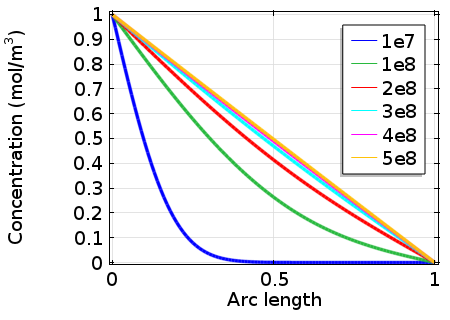 Concentration (mol/m³)
1
0.9
0.8
0.7
0.6
0.5
0.4
0.3
0.2
0.1
0
0 0.5 1
Arc length
1e7
1e8
2e8
3e8
4e8
5e8